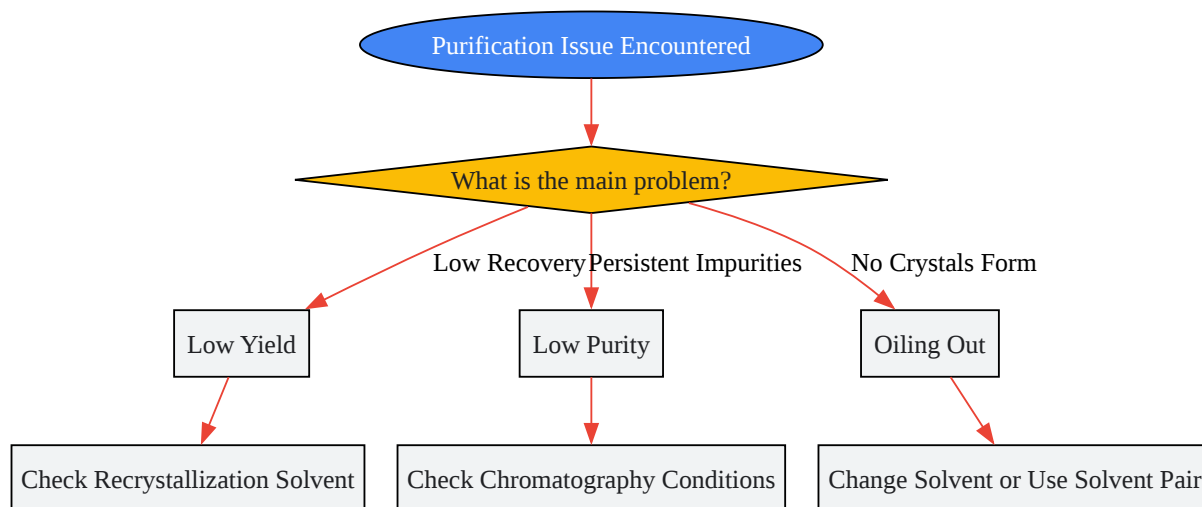 Purification Issue Encountered
What is the main problem?
Low Recovery
Persistent Impurities
No Crystals Form
Low Yield
Low Purity
Oiling Out
Check Recrystallization Solvent
Check Chromatography Conditions
Change Solvent or Use Solvent Pair